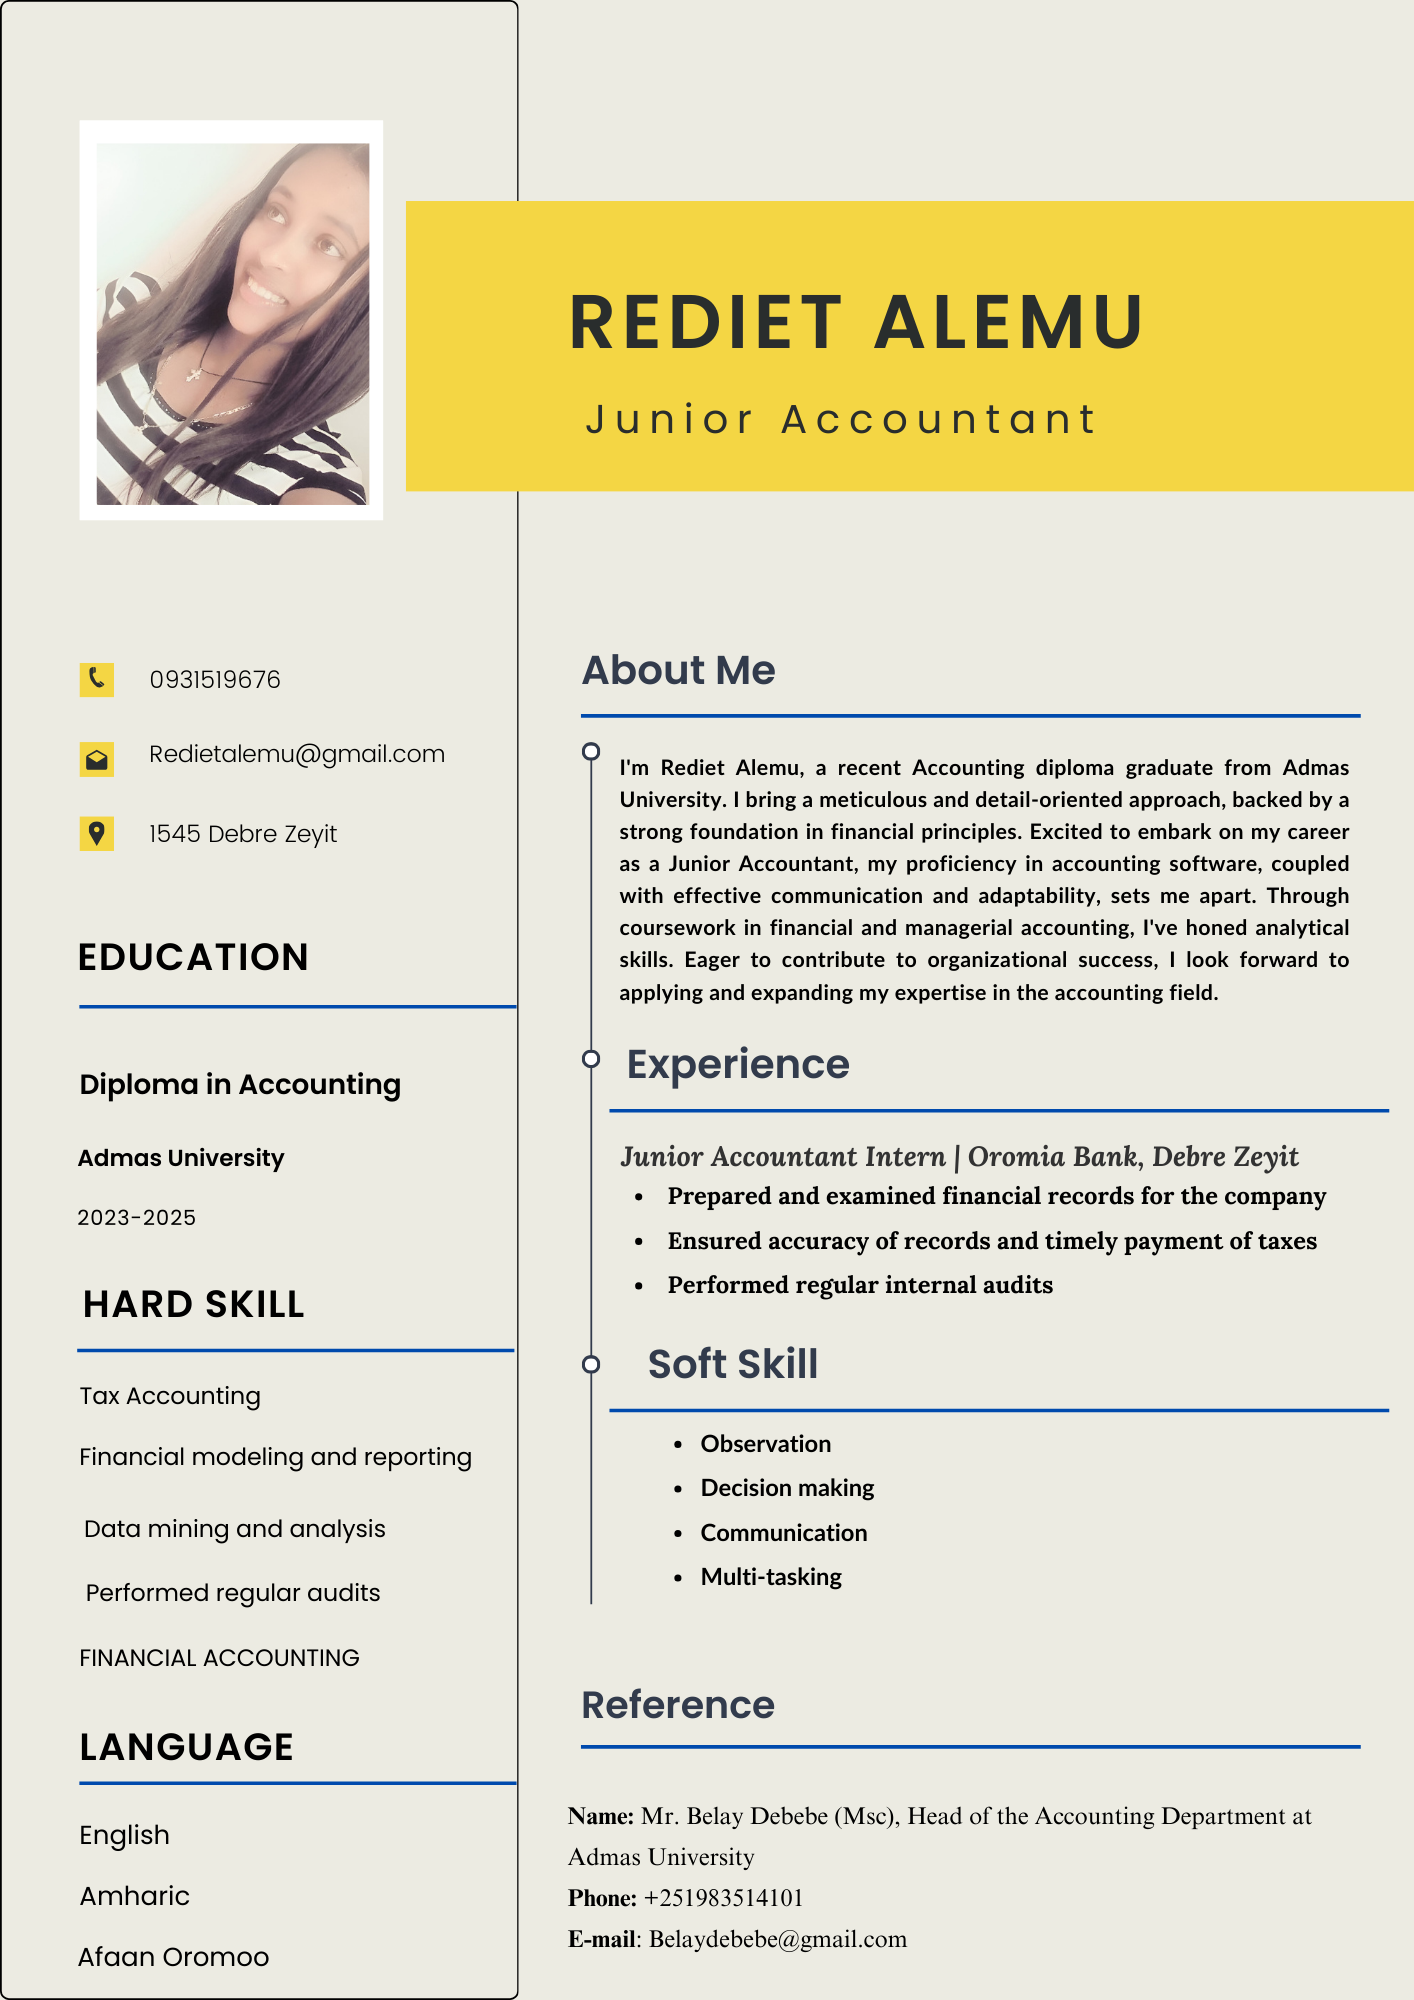 REDIET ALEMU
Junior Accountant
0931519676
Redietalemu@gmail.com
1545 Debre Zeyit
EDUCATION
Diploma in Accounting
Admas University
2023-2025
HARD SKILL
Tax Accounting
Financial modeling and reporting
Data mining and analysis
Performed regular audits
FINANCIAL ACCOUNTING
LANGUAGE
English
Amharic
Afaan Oromoo
About Me
I'm Rediet Alemu, a recent Accounting diploma graduate from Admas
University. I bring a meticulous and detail-oriented approach, backed by a
strong foundation in financial principles. Excited to embark on my career
as a Junior Accountant, my proficiency in accounting software, coupled
with effective communication and adaptability, sets me apart. Through
coursework in financial and managerial accounting, I've honed analytical
skills. Eager to contribute to organizational success, I look forward to
applying and expanding my expertise in the accounting field.
Experience
Junior Accountant Intern | Oromia Bank, Debre Zeyit
• Prepared and examined financial records for the company
• Ensured accuracy of records and timely payment of taxes
• Performed regular internal audits
Soft Skill
• Observation
• Decision making
• Communication
• Multi-tasking
Reference
Name: Mr. Belay Debebe (Msc), Head of the Accounting Department at
Admas University
Phone: +251983514101
E-mail: Belaydebebe@gmail.com